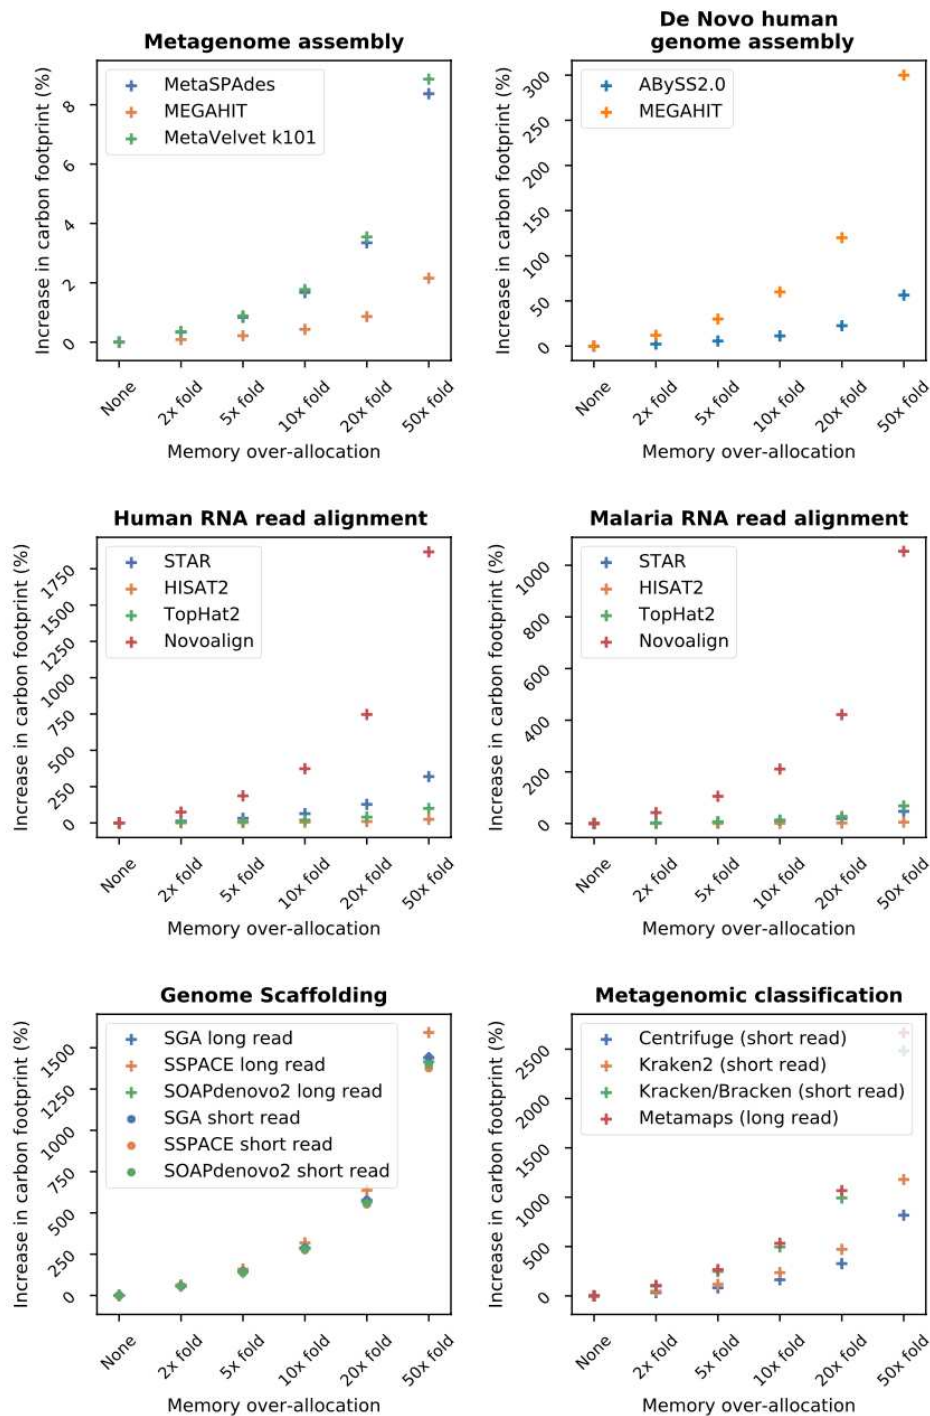 Metagenome assembly
Increase in carbon footprint (%)
8
6
4
2
0
MetaSPAdes
MEGAHIT
MetaVelvet k101
None
2x fold
5x fold
10x fold
20x fold
50x fold
Memory over-allocation
De Novo human
genome assembly
Increase in carbon footprint (%)
300
250
200
150
100
50
0
ABySS2.0
MEGAHIT
None
2x fold
5x fold
10x fold
20x fold
50x fold
Memory over-allocation
Human RNA read alignment
Increase in carbon footprint (%)
1750
1500
1250
1000
750
500
250
0
STAR
HISAT2
TopHat2
Novoalign
None
2x fold
5x fold
10x fold
20x fold
50x fold
Memory over-allocation
Malaria RNA read alignment
Increase in carbon footprint (%)
1000
800
600
400
200
0
STAR
HISAT2
TopHat2
Novoalign
None
2x fold
5x fold
10x fold
20x fold
50x fold
Memory over-allocation
Genome Scaffolding
Increase in carbon footprint (%)
1500
1250
1000
750
500
250
0
SGA long read
SSPACE long read
SOAPdenovo2 long read
SGA short read
SSPACE short read
SOAPdenovo2 short read
None
2x fold
5x fold
10x fold
20x fold
50x fold
Memory over-allocation
Metagenomic classification
Increase in carbon footprint (%)
2500
2000
1500
1000
500
0
Centrifuge (short read)
Kraken2 (short read)
Kracken/Bracken (short read)
Metamaps (long read)
None
2x fold
5x fold
10x fold
20x fold
50x fold
Memory over-allocation